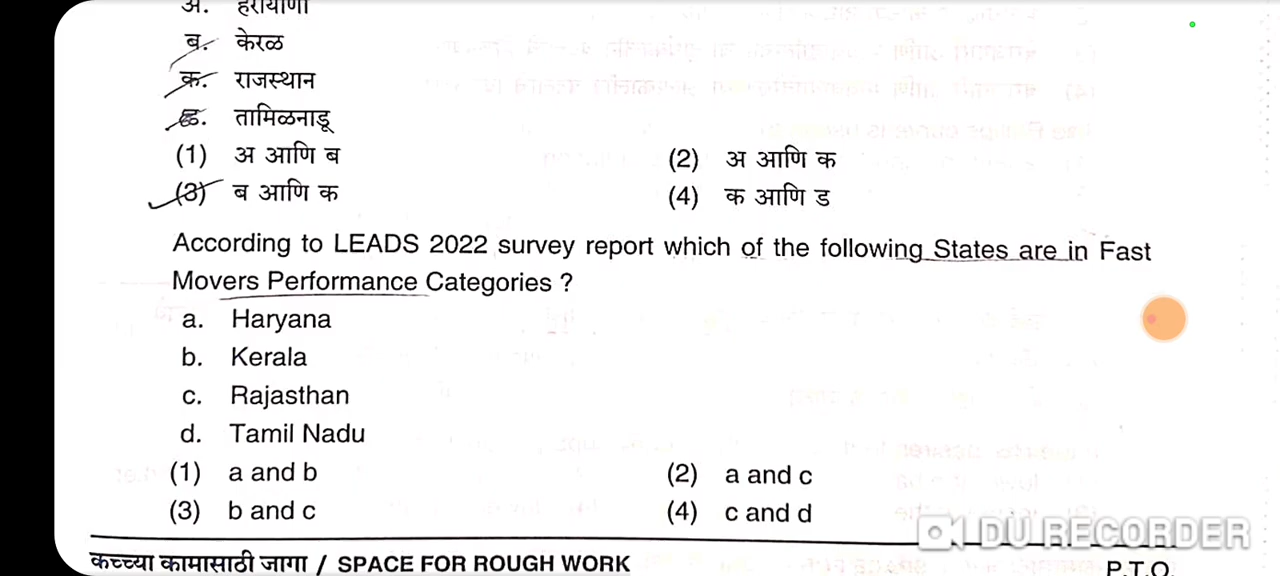 अ. हरियाणा
ब. केरळ
क. राजस्थान
ड. तामिळनाडू
(1) अ आणि ब (2) अ आणि क
(3) ब आणि क (4) क आणि ड
According to LEADS 2022 survey report which of the following States are in Fast
Movers Performance Categories ?
a. Haryana
b. Kerala
c. Rajasthan
d. Tamil Nadu
(1) a and b (2) a and c
(3) b and c (4) c and d
DU RECORDER
कच्च्या कामासाठी जागा / SPACE FOR ROUGH WORK P.T.O.